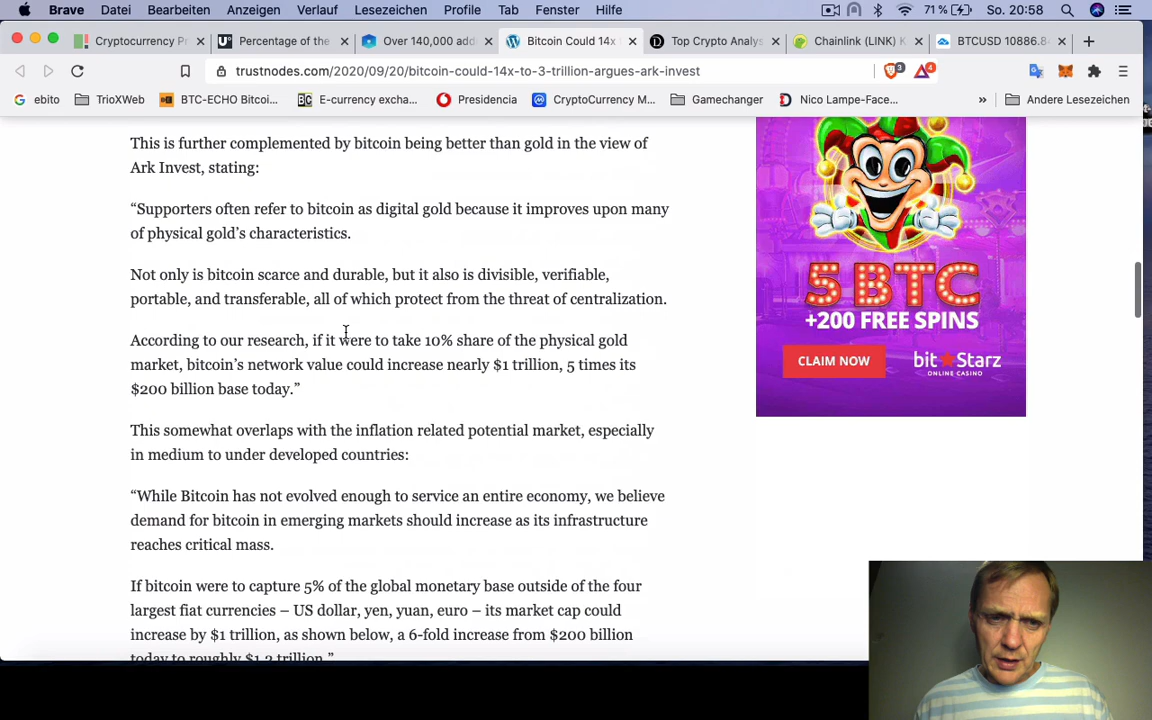 Brave Datei Bearbeiten Anzeigen Verlauf Lesezeichen Profile Tab Fenster Hilfe 71 % So. 20:58
Cryptocurrency Pr × Percentage of the × Over 140,000 add × Bitcoin Could 14x × Top Crypto Analys × Chainlink (LINK) K × BTCUSD 10886.8 × +
trustnodes.com/2020/09/20/bitcoin-could-14x-to-3-trillion-argues-ark-invest 3 4
ebito TrioXWeb BTC-ECHO Bitcoi... E-currency excha... Presidencia CryptoCurrency M... Gamechanger Nico Lampe-Face... » Andere Lesezeichen
This is further complemented by bitcoin being better than gold in the view of
Ark Invest, stating:
“Supporters often refer to bitcoin as digital gold because it improves upon many
of physical gold’s characteristics.
Not only is bitcoin scarce and durable, but it also is divisible, verifiable,
portable, and transferable, all of which protect from the threat of centralization.
According to our research, if it were to take 10% share of the physical gold
market, bitcoin’s network value could increase nearly $1 trillion, 5 times its
$200 billion base today.”
This somewhat overlaps with the inflation related potential market, especially
in medium to under developed countries:
“While Bitcoin has not evolved enough to service an entire economy, we believe
demand for bitcoin in emerging markets should increase as its infrastructure
reaches critical mass.
If bitcoin were to capture 5% of the global monetary base outside of the four
largest fiat currencies – US dollar, yen, yuan, euro – its market cap could
increase by $1 trillion, as shown below, a 6-fold increase from $200 billion
today to roughly $1.2 trillion.”
5 BTC
+200 FREE SPINS
CLAIM NOW
bitStarz
ONLINE CASINO